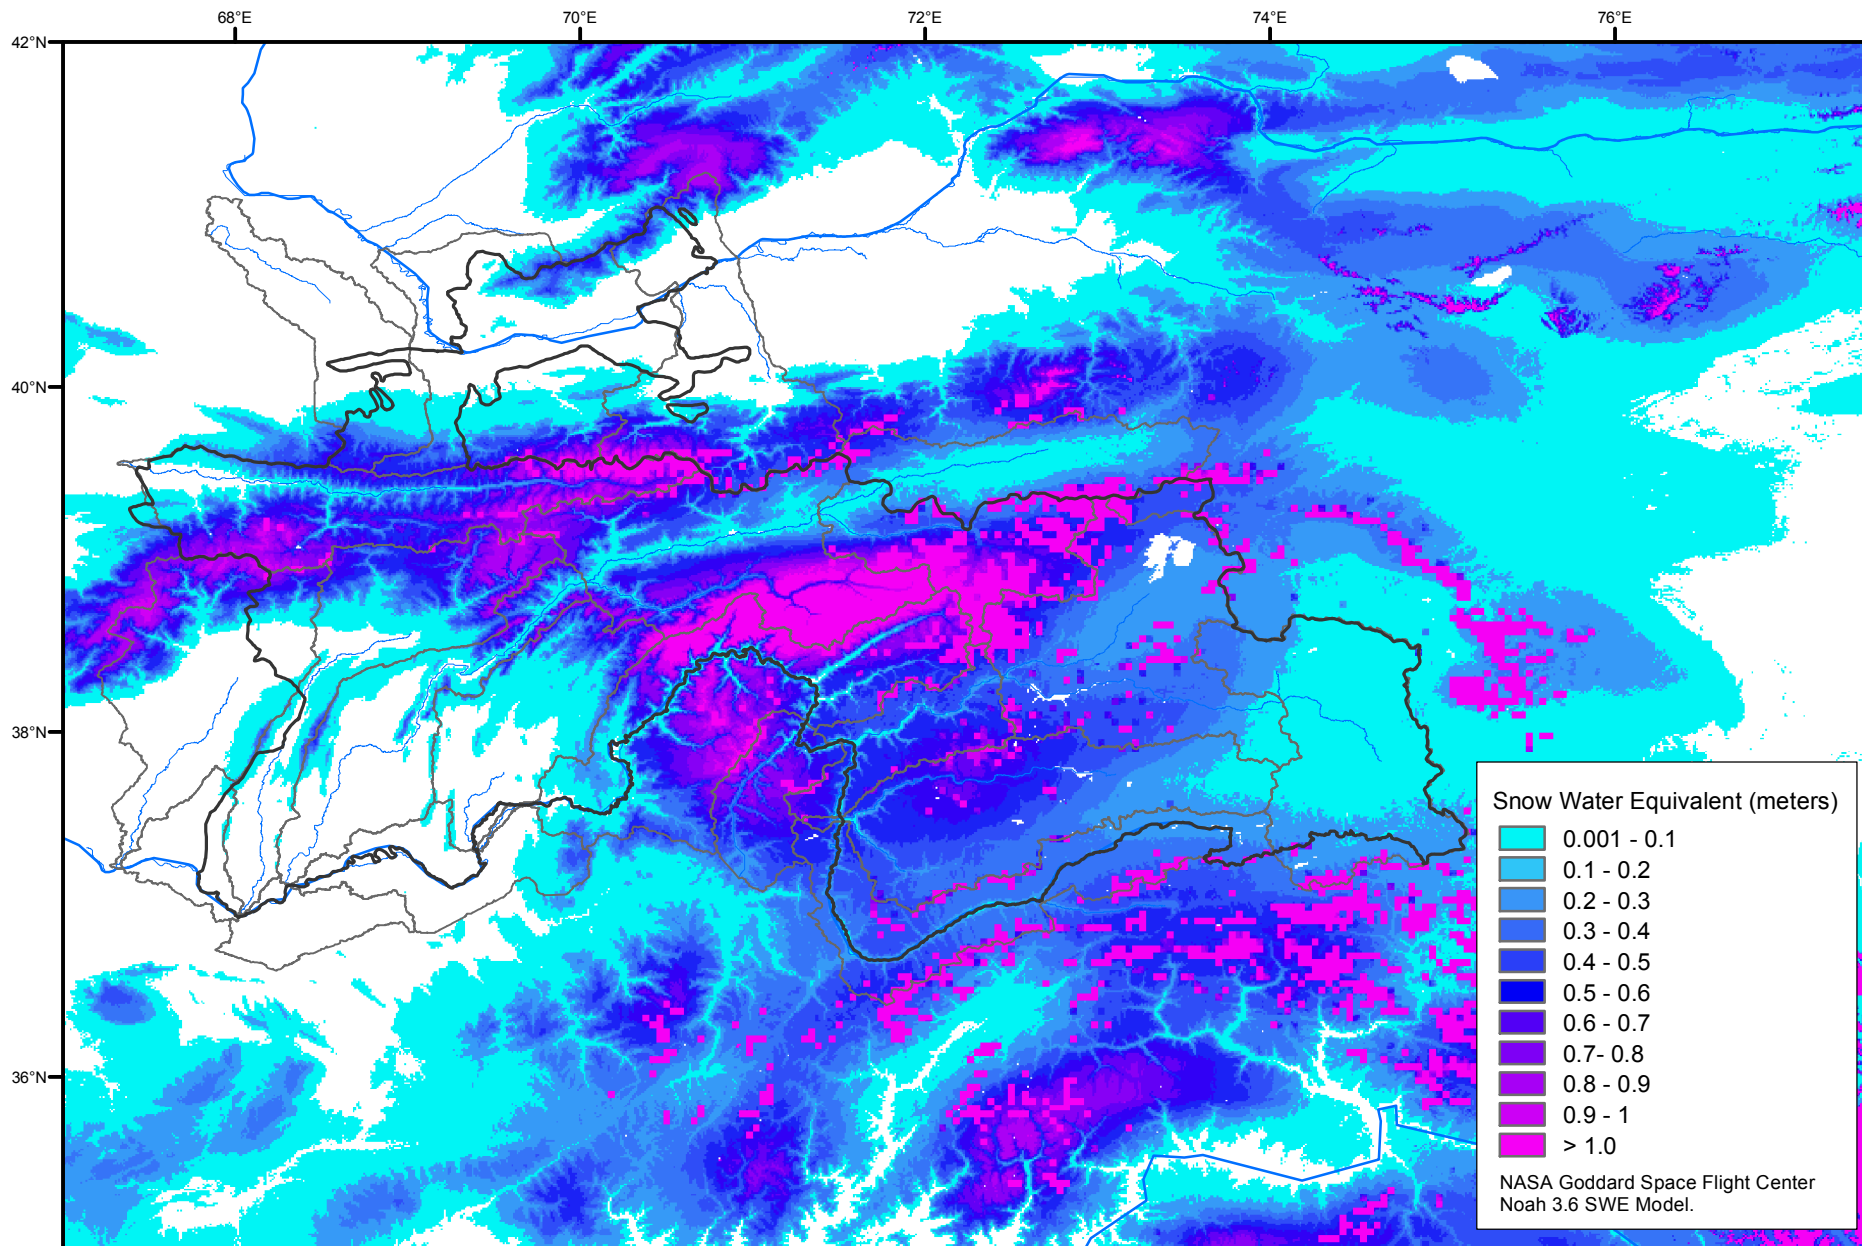 68°E
70°E
72°E
74°E
76°E
42°N
40°N
38°N
36°N
Snow Water Equivalent (meters)
0.001 - 0.1
0.1 - 0.2
0.2 - 0.3
0.3 - 0.4
0.4 - 0.5
0.5 - 0.6
0.6 - 0.7
0.7- 0.8
0.8 - 0.9
0.9 - 1
> 1.0
NASA Goddard Space Flight Center
Noah 3.6 SWE Model.